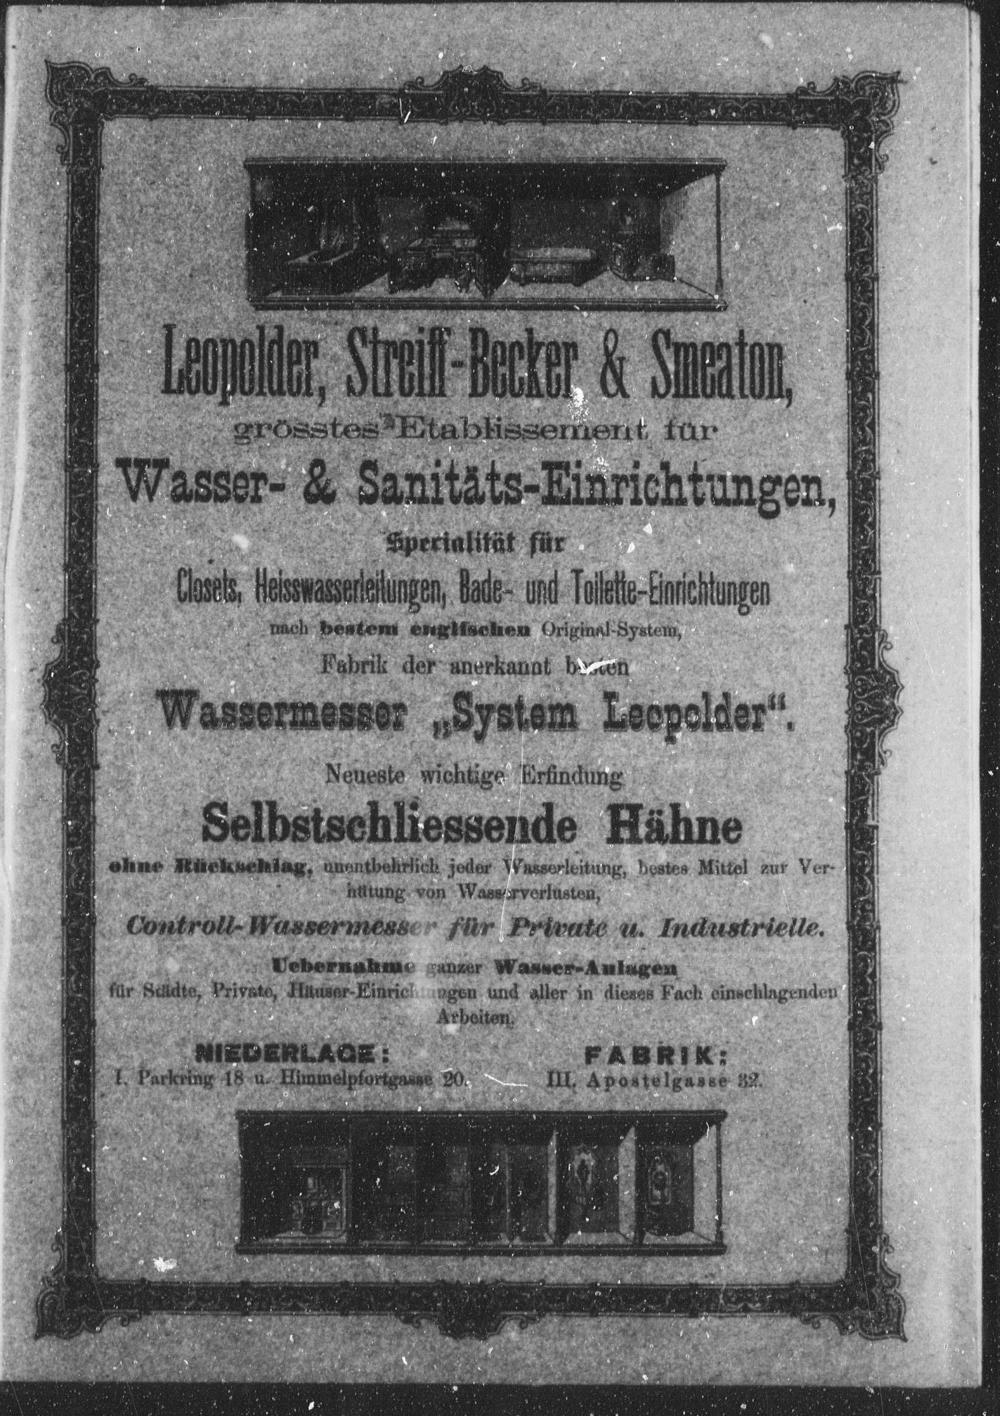 Leopolder, Streiff-Becker & Smeaton,
grösstes Etablissement für
Wasser- & Sanitäts-Einrichtungen,
Specialität für
Closets, Heisswasserleitungen, Bade- und Toilette-Einrichtungen
nach bestem englischen Original-System,
Fabrik der anerkannt besten
Wassermesser „System Leopolder“.
Neueste wichtige Erfindung
Selbstschliessende Hähne
ohne Rückschlag, unentbehrlich jeder Wasserleitung, bestes Mittel zur Ver-
hütung von Wasserverlusten,
Controll-Wassermesser für Private u. Industrielle.
Uebernahme ganzer Wasser-Anlagen
für Städte, Private, Häuser-Einrichtungen und aller in dieses Fach einschlagenden
Arbeiten.
NIEDERLAGE:
I. Parkring 18 u. Himmelpfortgasse 20.
FABRIK:
III. Apostelgasse 32.